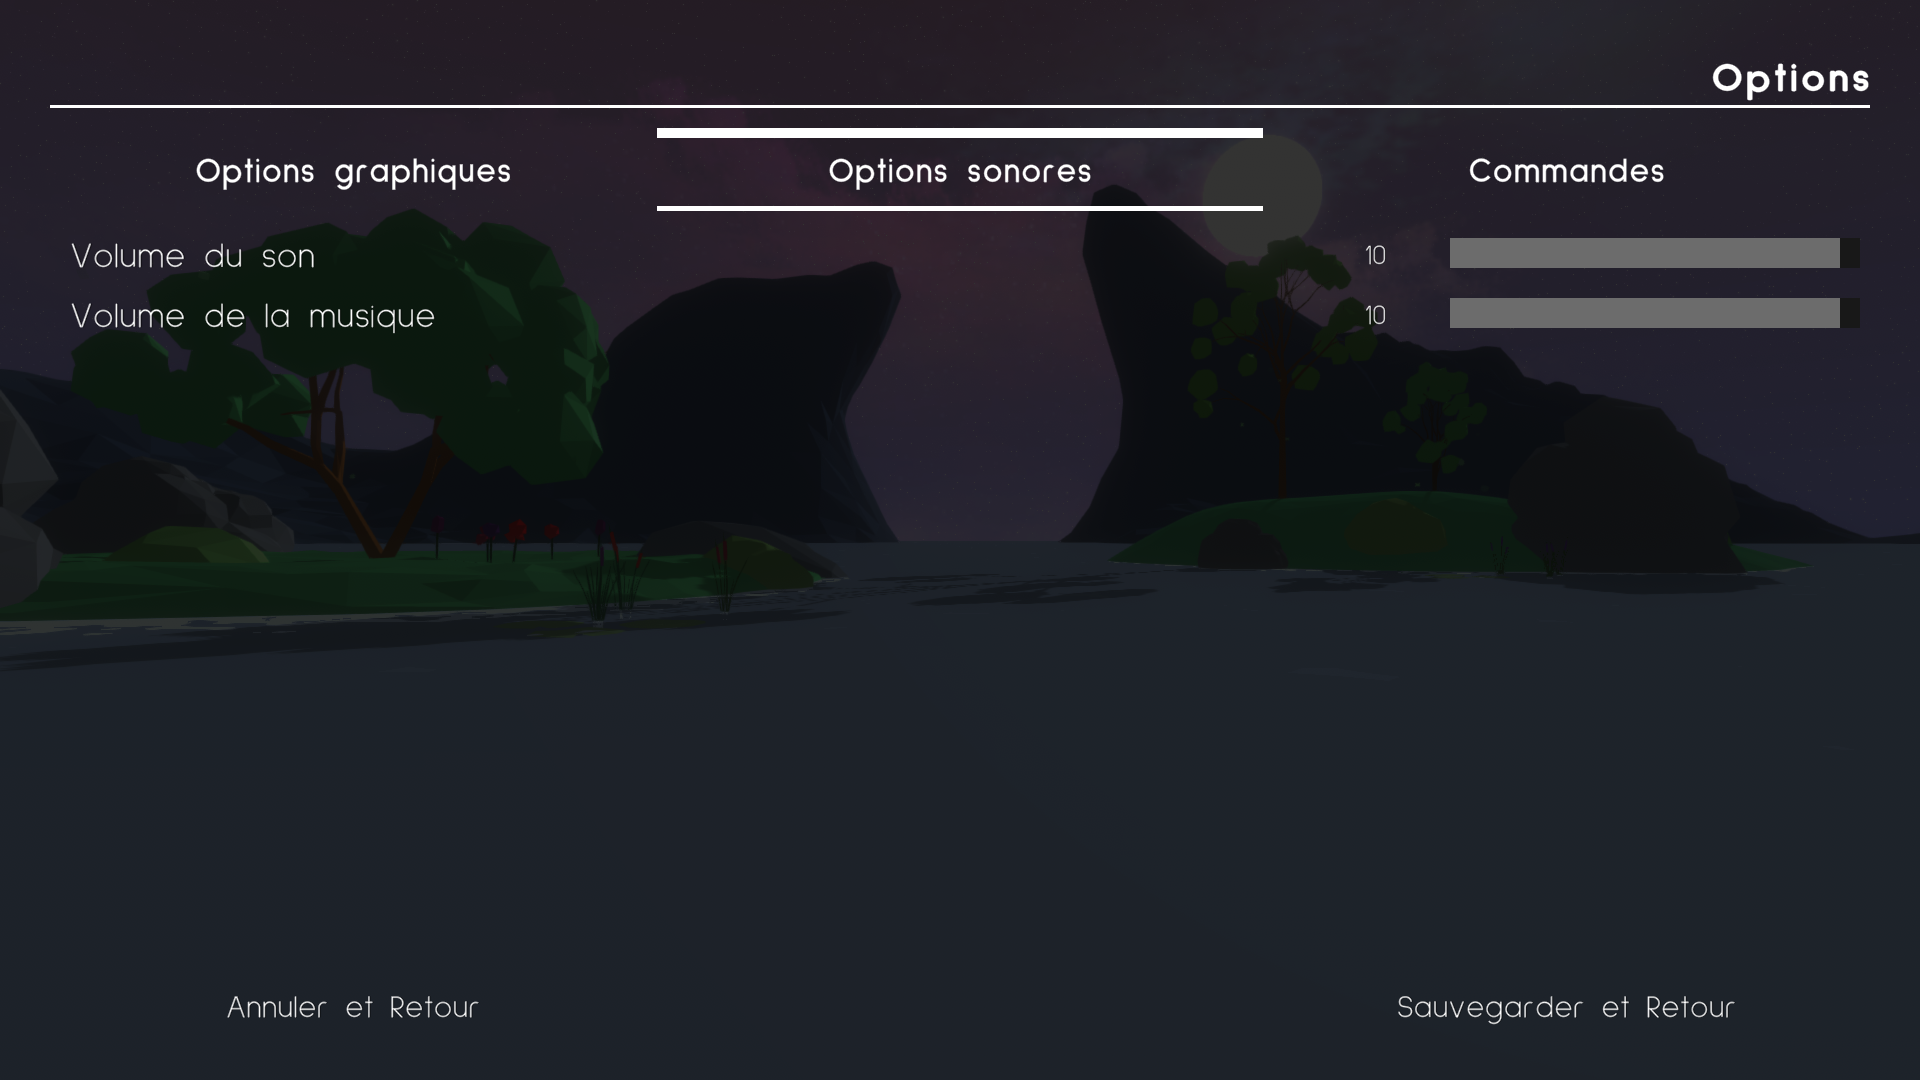 Options
Options graphiques
Options sonores
Commandes
Volume du son 10
Volume de la musique 10
Annuler et Retour
Sauvegarder et Retour